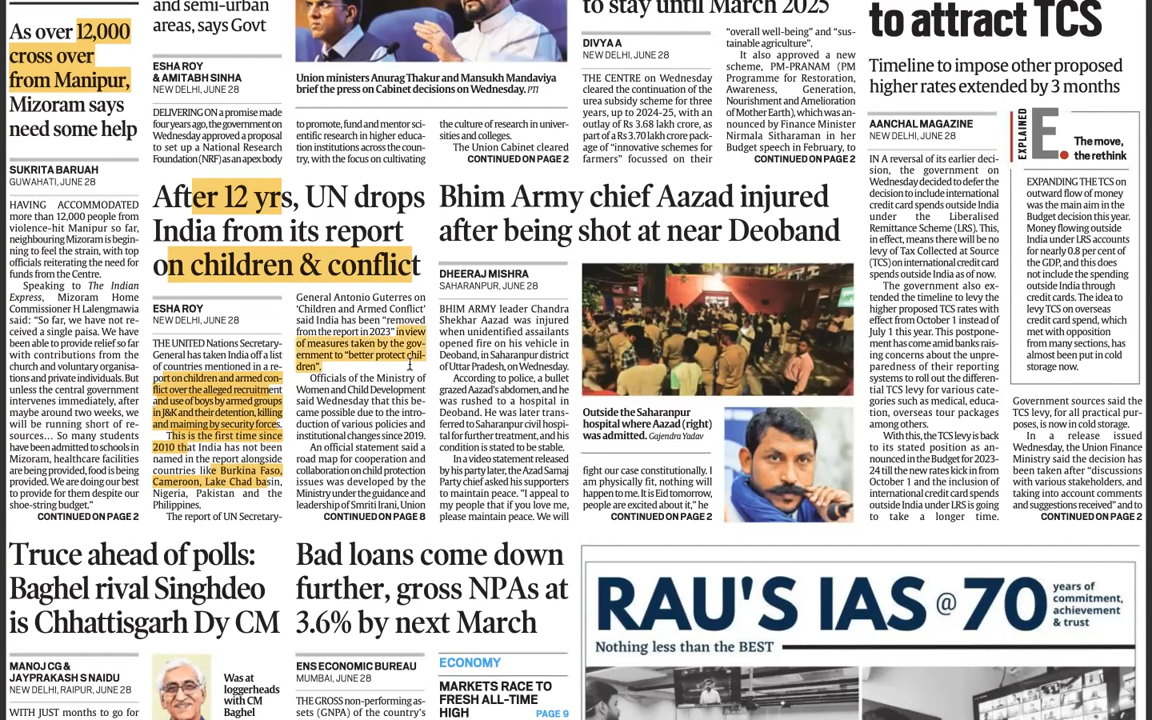 As over 12,000
cross over
from Manipur,
Mizoram says
need some help
SUKRITA BARUAH
GUWAHATI, JUNE 28
HAVING ACCOMMODATED
more than 12,000 people from
violence-hit Manipur so far,
neighbouring Mizoram is begin-
ning to feel the strain, with top
officials reiterating the need for
funds from the Centre.
Speaking to The Indian
Express, Mizoram Home
Commissioner H Lalengmawia
said: "So far, we have not re-
ceived a single paisa. We have
been able to provide relief so far
with contributions from the
church and voluntary organisa-
tions and private individuals. But
unless the central government
intervenes immediately, after
maybe around two weeks, we
will be running short of re-
sources... So many students
have been admitted to schools in
Mizoram, healthcare facilities
are being provided, food is being
provided. We are doing our best
to provide for them despite our
shoe-string budget."
CONTINUED ON PAGE 2
and semi-urban
areas, says Govt
ESHA ROY
& AMITABH SINHA
NEW DELHI, JUNE 28
DELIVERING ON a promise made
four years ago, the government on
Wednesday approved a proposal
to set up a National Research
Foundation (NRF) as an apex body
Union ministers Anurag Thakur and Mansukh Mandaviya
brief the press on Cabinet decisions on Wednesday. PTI
to promote, fund and mentor sci-
entific research in higher educa-
tion institutions across the coun-
try, with the focus on cultivating
the culture of research in univer-
sities and colleges.
The Union Cabinet cleared
CONTINUED ON PAGE 2
to stay until March 2025
DIVYA A
NEW DELHI, JUNE 28
THE CENTRE on Wednesday
cleared the continuation of the
urea subsidy scheme for three
years, up to 2024-25, with an
outlay of Rs 3.68 lakh crore, as
part of a Rs 3.70 lakh crore pack-
age of "innovative schemes for
farmers" focussed on their
"overall well-being" and "sus-
tainable agriculture".
It also approved a new
scheme, PM-PRANAM (PM
Programme for Restoration,
Awareness, Generation,
Nourishment and Amelioration
of Mother Earth), which was an-
nounced by Finance Minister
Nirmala Sitharaman in her
Budget speech in February, to
CONTINUED ON PAGE 2
to attract TCS
Timeline to impose other proposed
higher rates extended by 3 months
AANCHAL MAGAZINE
NEW DELHI, JUNE 28
IN A reversal of its earlier deci-
sion, the government on
Wednesday decided to defer the
decision to include international
credit card spends outside India
under the Liberalised
Remittance Scheme (LRS). This,
in effect, means there will be no
levy of Tax Collected at Source
(TCS) on international credit card
spends outside India as of now.
The government also ex-
tended the timeline to levy the
higher proposed TCS rates with
effect from October 1 instead of
July 1 this year. This postpone-
ment has come amid banks rais-
ing concerns about the unpre-
paredness of their reporting
systems to roll out the differen-
tial TCS levy for various cate-
gories such as medical, educa-
tion, overseas tour packages
among others.
With this, the TCS levy is back
to its stated position as an-
nounced in the Budget for 2023-
24 till the new rates kick in from
October 1 and the inclusion of
international credit card spends
outside India under LRS is going
to take a longer time.
EXPLAINED
E.
The move,
the rethink
EXPANDING THE TCS on
outward flow of money
was the main aim in the
Budget decision this year.
Money flowing outside
India under LRS accounts
for nearly 0.8 per cent of
the GDP, and this does
not include the spending
outside India through
credit cards. The idea to
levy TCS on overseas
credit card spend, which
met with opposition
from many sections, has
almost been put in cold
storage now.
Government sources said the
TCS levy, for all practical pur-
poses, is now in cold storage.
In a release issued
Wednesday, the Union Finance
Ministry said the decision has
been taken after "discussions
with various stakeholders, and
taking into account comments
and suggestions received" and to
CONTINUED ON PAGE 2
After 12 yrs, UN drops
India from its report
on children & conflict
ESHA ROY
NEW DELHI, JUNE 28
THE UNITED Nations Secretary-
General has taken India off a list
of countries mentioned in a re-
port on children and armed con-
flict over the alleged recruitment
and use of boys by armed groups
in J&K and their detention, killing
and maiming by security forces.
This is the first time since
2010 that India has not been
named in the report alongside
countries like Burkina Faso,
Cameroon, Lake Chad basin,
Nigeria, Pakistan and the
Philippines.
The report of UN Secretary-
General Antonio Guterres on
'Children and Armed Conflict'
said India has been "removed
from the report in 2023" in view
of measures taken by the gov-
ernment to "better protect chil-
dren".
Officials of the Ministry of
Women and Child Development
said Wednesday that this be-
came possible due to the intro-
duction of various policies and
institutional changes since 2019.
An official statement said a
road map for cooperation and
collaboration on child protection
issues was developed by the
Ministry under the guidance and
leadership of Smriti Irani, Union
CONTINUED ON PAGE 8
Bhim Army chief Aazad injured
after being shot at near Deoband
DHEERAJ MISHRA
SAHARANPUR, JUNE 28
BHIM ARMY leader Chandra
Shekhar Aazad was injured
when unidentified assailants
opened fire on his vehicle in
Deoband, in Saharanpur district
of Uttar Pradesh, on Wednesday.
According to police, a bullet
grazed Aazad's abdomen, and he
was rushed to a hospital in
Deoband. He was later trans-
ferred to Saharanpur civil hospi-
tal for further treatment, and his
condition is stated to be stable.
In a video statement released
by his party later, the Azad Samaj
Party chief asked his supporters
to maintain peace. "I appeal to
my people that if you love me,
please maintain peace. We will
Outside the Saharanpur
hospital where Aazad (right)
was admitted. Gajendra Yadav
fight our case constitutionally. I
am physically fit, nothing will
happen to me. It is Eid tomorrow,
people are excited about it," he
CONTINUED ON PAGE 2
Truce ahead of polls:
Baghel rival Singhdeo
is Chhattisgarh Dy CM
MANOJ CG &
JAYPRAKASH S NAIDU
NEW DELHI, RAIPUR, JUNE 28
WITH JUST months to go for
Was at
loggerheads
with CM
Baghel
Bad loans come down
further, gross NPAs at
3.6% by next March
ENS ECONOMIC BUREAU
MUMBAI, JUNE 28
THE GROSS non-performing as-
sets (GNPA) of the country's
ECONOMY
MARKETS RACE TO
FRESH ALL-TIME
HIGH
PAGE 9
RAU'S IAS @ 70
years of
commitment,
achievement
& trust
Nothing less than the BEST